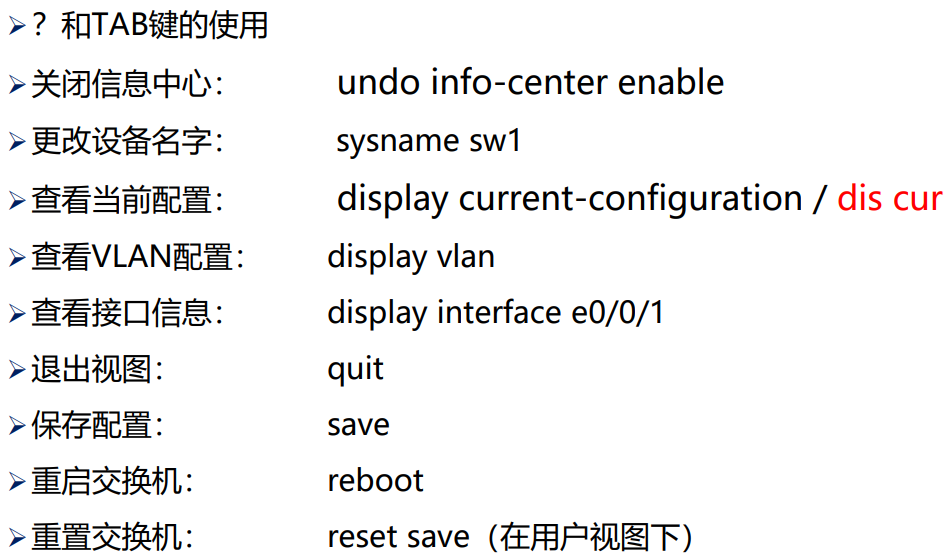 ➢? 和TAB键的使用
➢关闭信息中心： undo info-center enable
➢更改设备名字： sysname sw1
➢查看当前配置： display current-configuration / dis cur
➢查看VLAN配置： display vlan
➢查看接口信息： display interface e0/0/1
➢退出视图： quit
➢保存配置： save
➢重启交换机： reboot
➢重置交换机： reset save（在用户视图下）